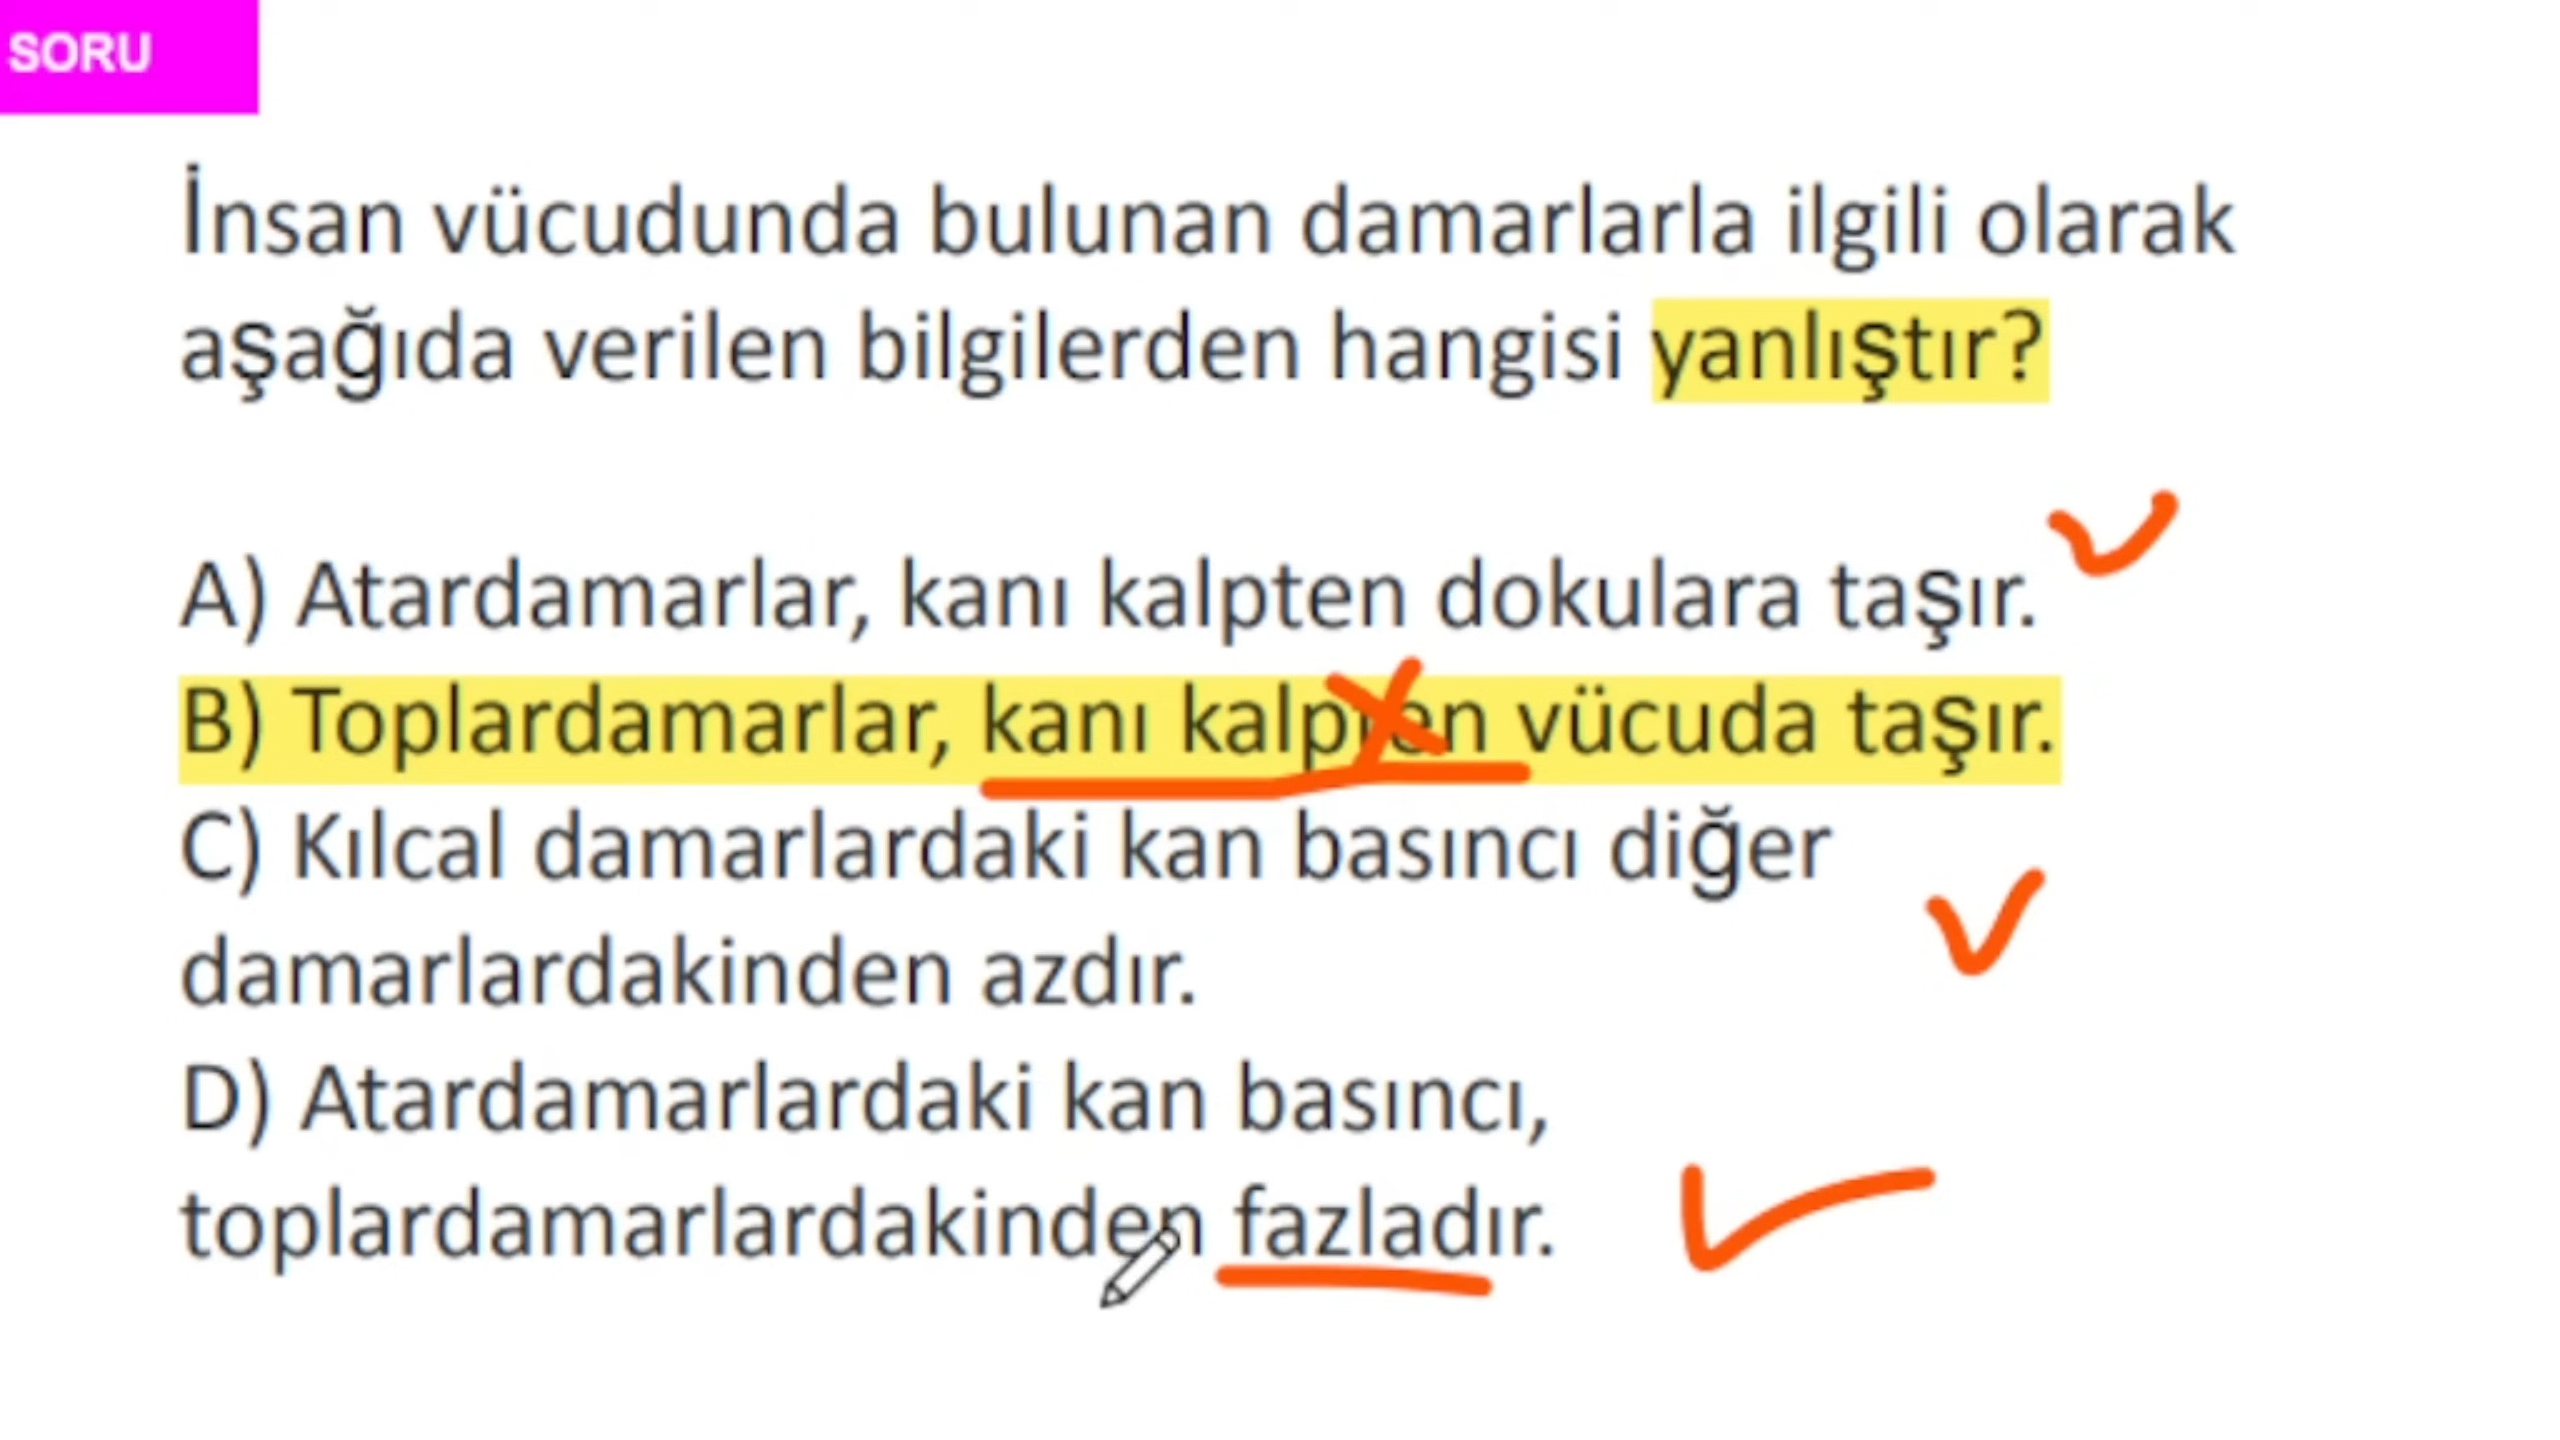 SORU
İnsan vücudunda bulunan damarlarla ilgili olarak
aşağıda verilen bilgilerden hangisi yanlıştır?
A) Atardamarlar, kanı kalpten dokulara taşır.
B) Toplardamarlar, kanı kalpten vücuda taşır.
C) Kılcal damarlardaki kan basıncı diğer
damarlardakinden azdır.
D) Atardamarlardaki kan basıncı,
toplardamarlardakinden fazladır.